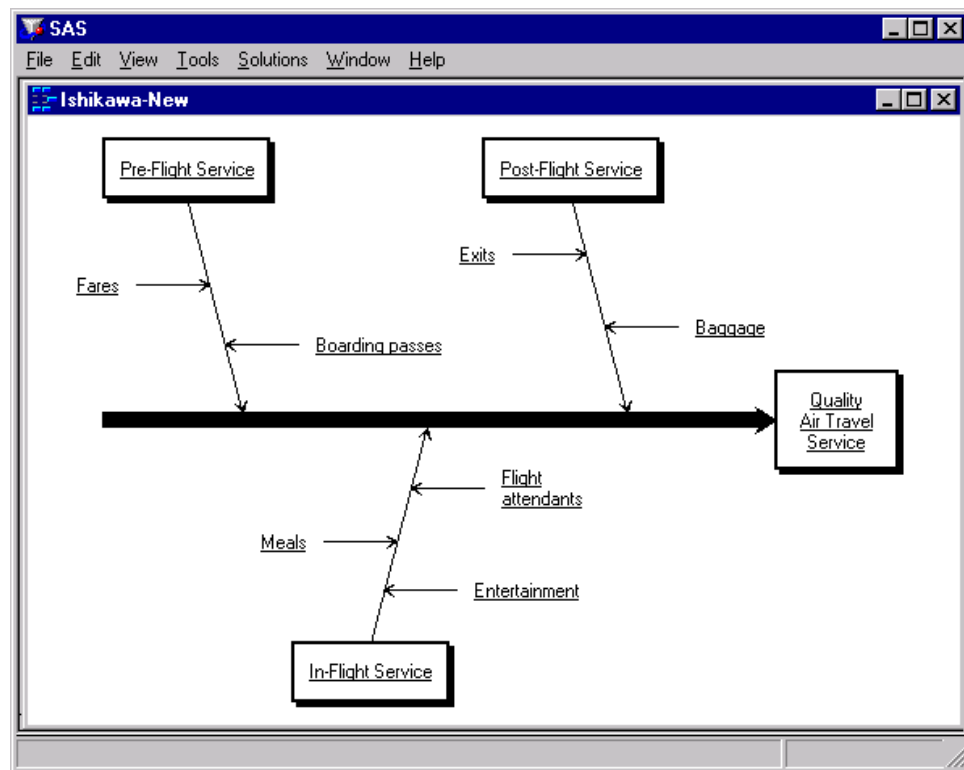 SAS
File Edit View Tools Solutions Window Help
Ishikawa-New
Pre-Flight Service
Post-Flight Service
Exits
Fares
Baggage
Boarding passes
Quality
Air Travel
Service
Flight
attendants
Meals
Entertainment
In-Flight Service